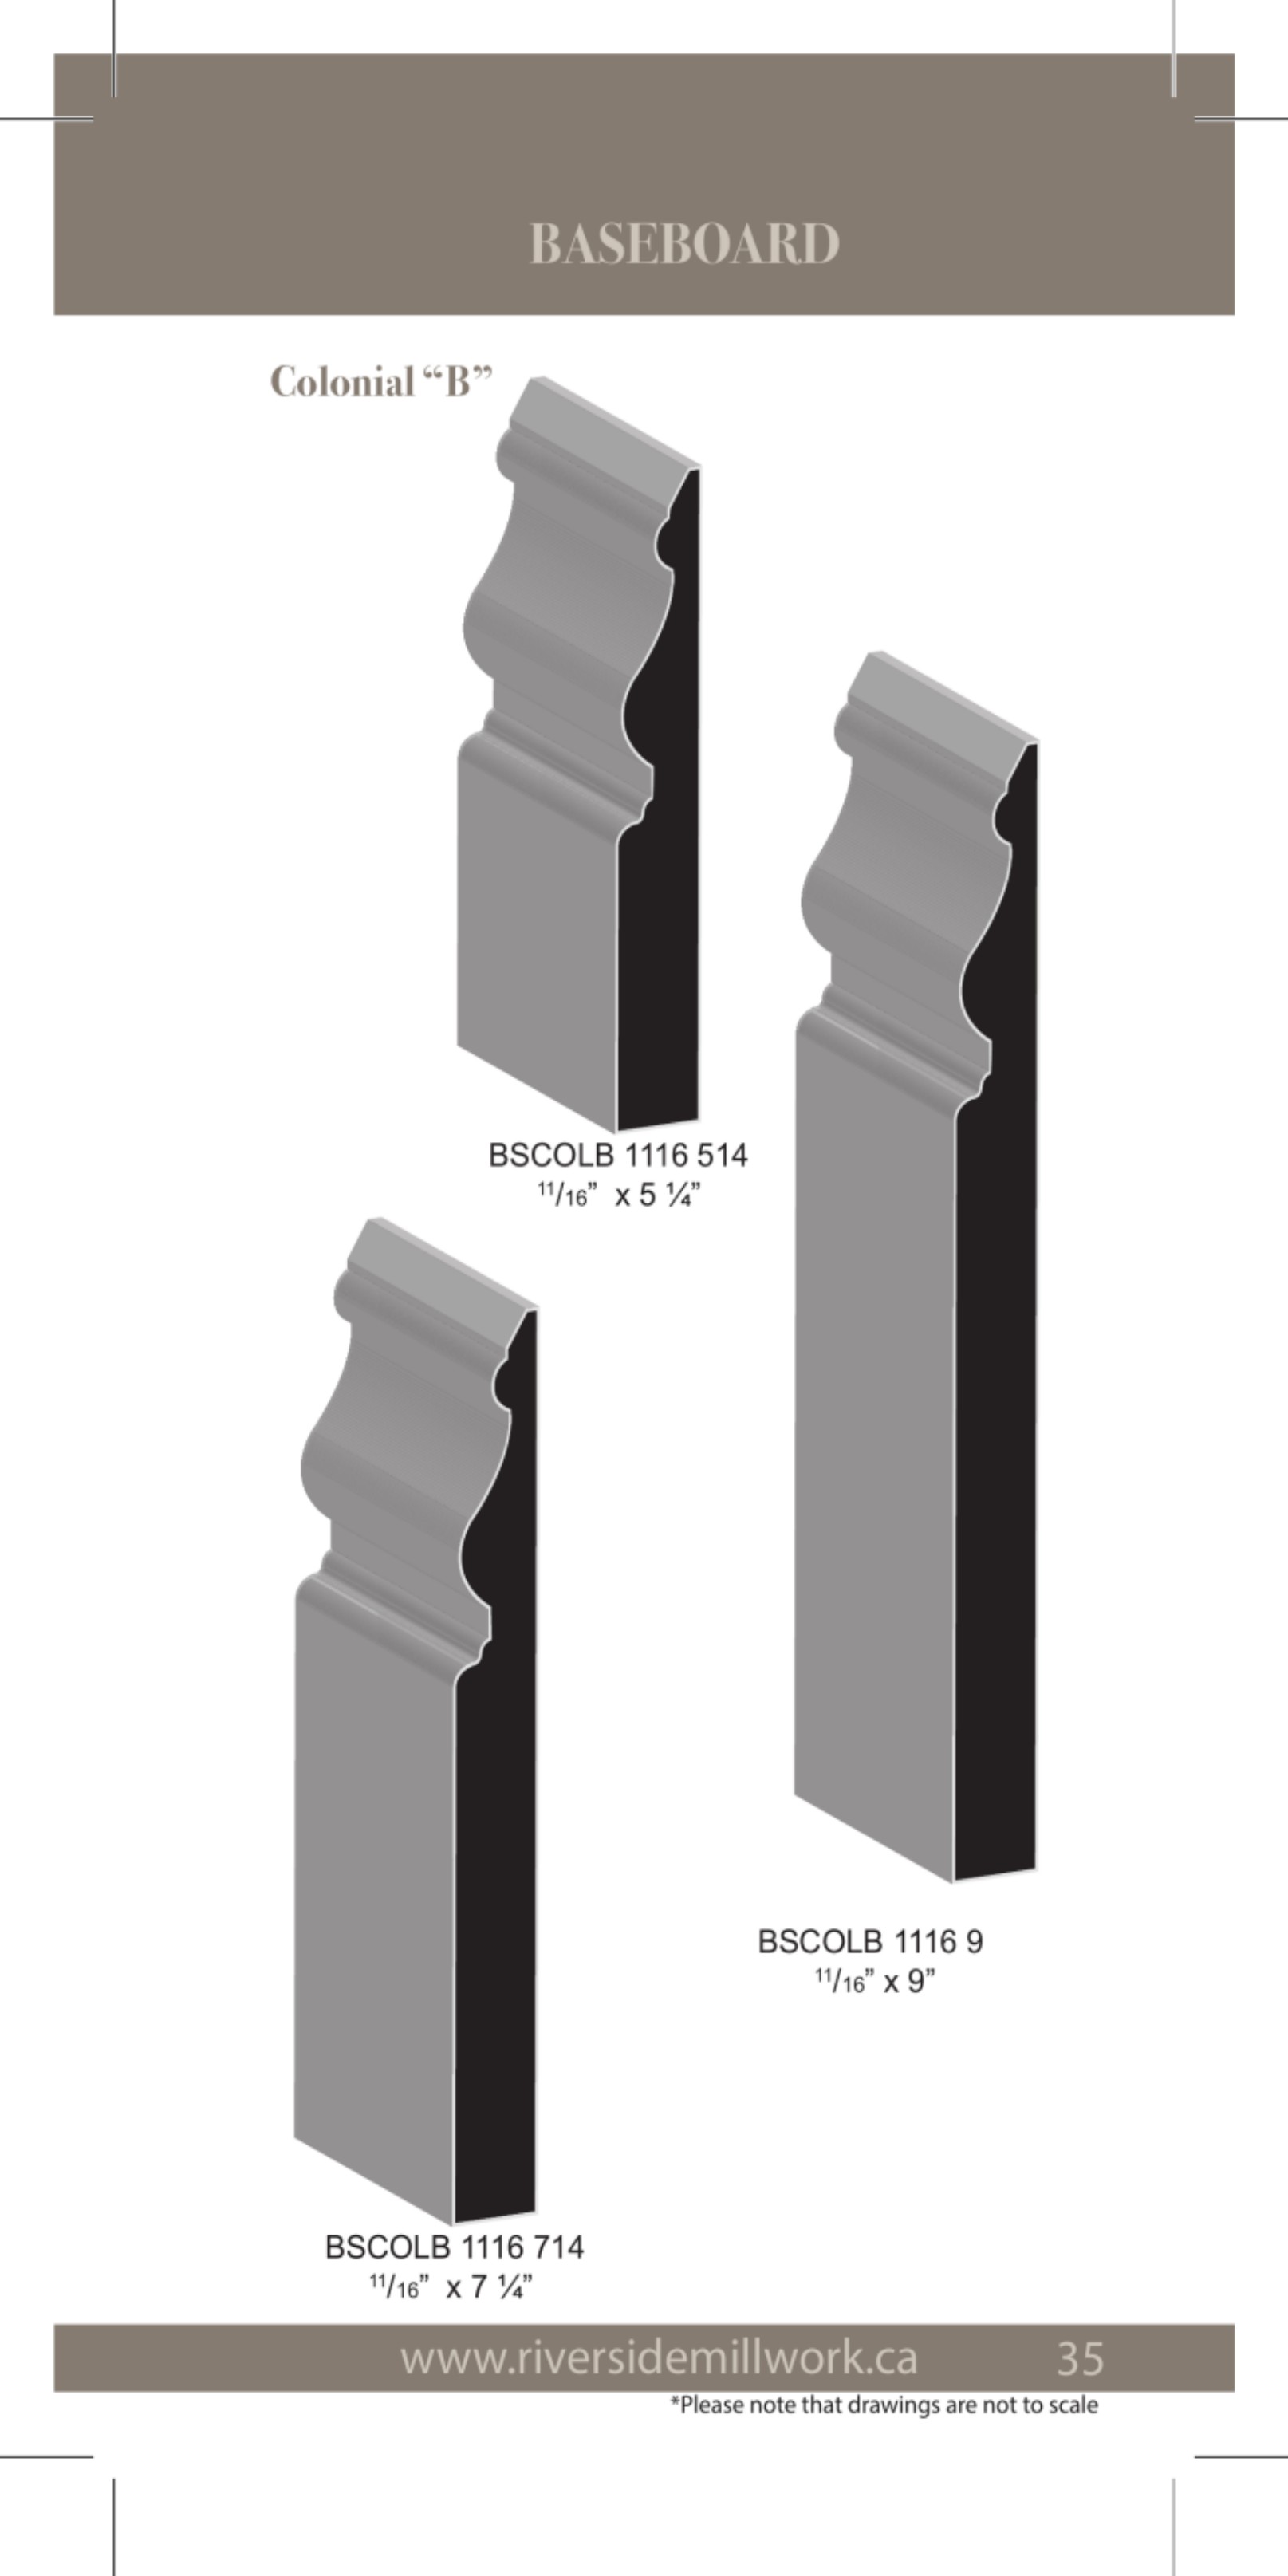 BASEBOARD
Colonial “B”
BSCOLB 1116 514
11/16” x 5 ¼”
BSCOLB 1116 9
11/16” x 9”
BSCOLB 1116 714
11/16” x 7 ¼”
www.riversidemillwork.ca 35
*Please note that drawings are not to scale